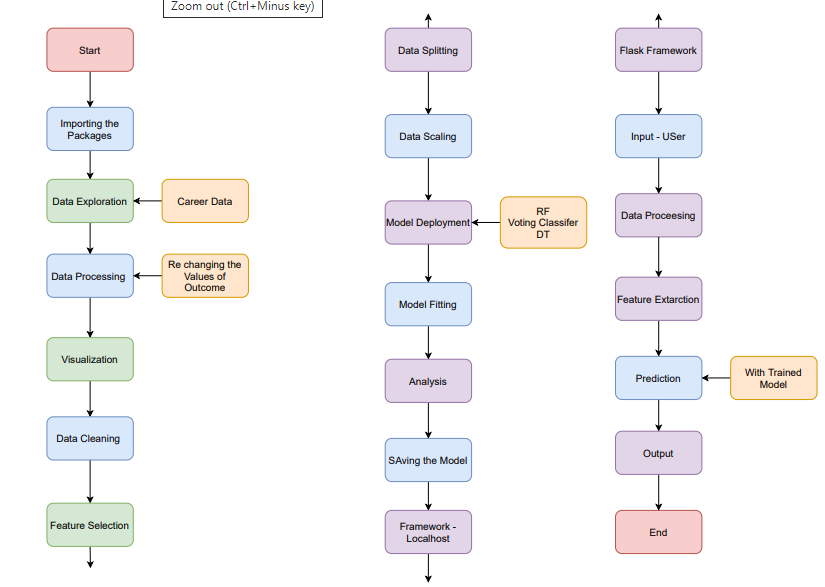 Zoom out (Ctrl+Minus key)
Start
Importing the
Packages
Data Exploration
Career Data
Data Processing
Re changing the
Values of
Outcome
Visualization
Data Cleaning
Feature Selection
Data Splitting
Data Scaling
Model Deployment
RF
Voting Classifer
DT
Model Fitting
Analysis
SAving the Model
Framework -
Localhost
Flask Framework
Input - USer
Data Proceesing
Feature Extarction
Prediction
With Trained
Model
Output
End